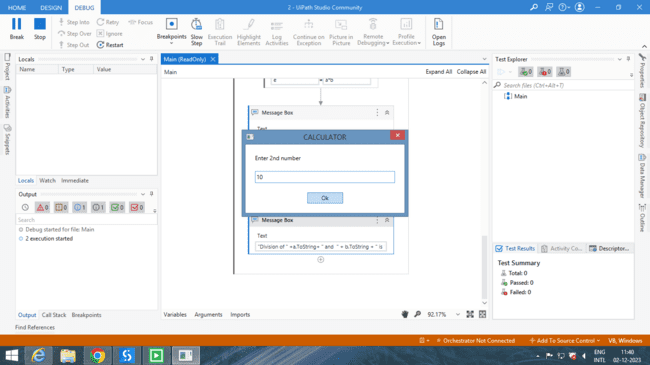 HOME
DESIGN
DEBUG
2 - UiPath Studio Community
Break
Stop
Step Into
Step Over
Step Out
Retry
Ignore
Restart
Focus
Breakpoints
Slow Step
Execution Trail
Highlight Elements
Log Activities
Continue on Exception
Picture in Picture
Remote Debugging
Profile Execution
Open Logs
Locals
Name
Type
Value
Main (ReadOnly)
Main
Expand All
Collapse All
Test Explorer
Search files (Ctrl+Alt+T)
Main
Project
Activities
Snippets
Properties
Object Repository
Data Manager
Outline
a*b
Message Box
Text
CALCULATOR
Enter 2nd number
10
Ok
Message Box
Text
"Division of " +a.ToString+ " and " + b.ToString + " is
Locals
Watch
Immediate
Output
0
0
1
1
0
0
Search
Debug started for file: Main
2 execution started
Output
Call Stack
Breakpoints
Find References
Variables
Arguments
Imports
92.17%
Test Results
Activity Co...
Descriptor...
Test Summary
Total: 0
Passed: 0
Failed: 0
Orchestrator Not Connected
Add To Source Control
VB, Windows
ENG
INTL
11:40
02-12-2023